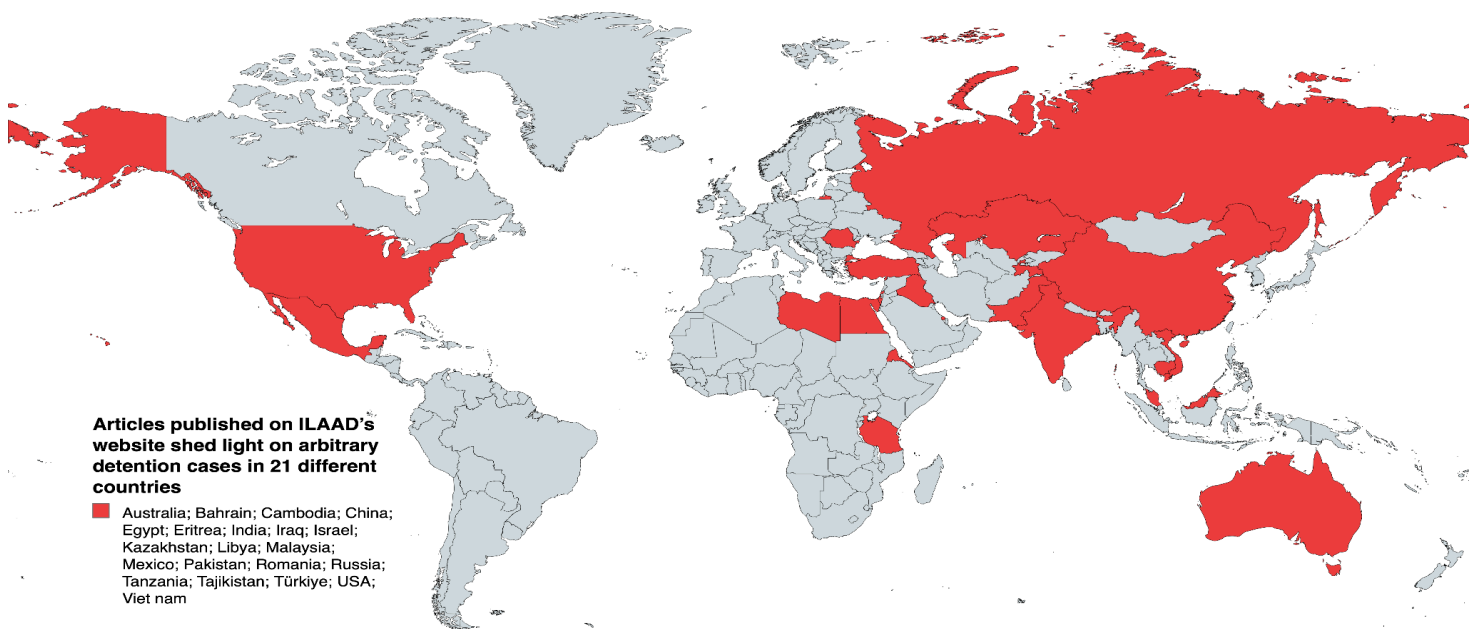 Articles published on ILAAD's
website shed light on arbitrary
detention cases in 21 different
countries
Australia; Bahrain; Cambodia; China;
Egypt; Eritrea; India; Iraq; Israel;
Kazakhstan; Libya; Malaysia;
Mexico; Pakistan; Romania; Russia;
Tanzania; Tajikistan; Türkiye; USA;
Viet nam